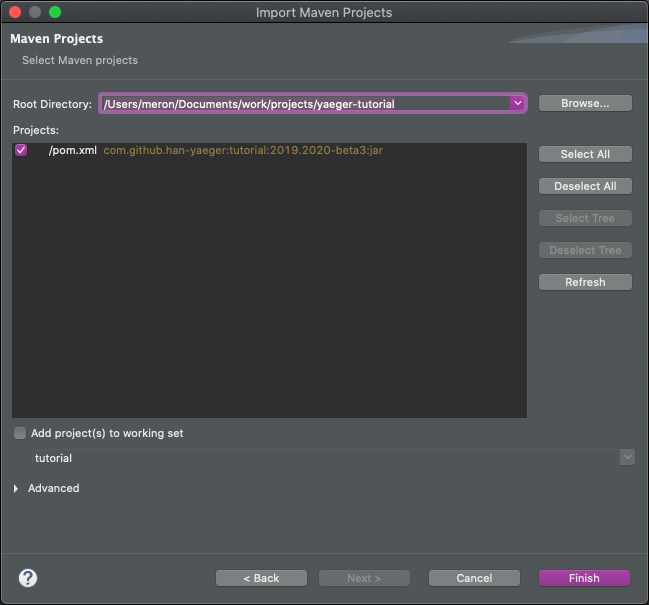 Import Maven Projects
Maven Projects
Select Maven projects
Root Directory: /Users/meron/Documents/work/projects/yaeger-tutorial Browse...
Projects:
/pom.xml com.github.han-yaeger:tutorial:2019.2020-beta3:jar
Select All
Deselect All
Select Tree
Deselect Tree
Refresh
Add project(s) to working set
tutorial
Advanced
? < Back Next > Cancel Finish